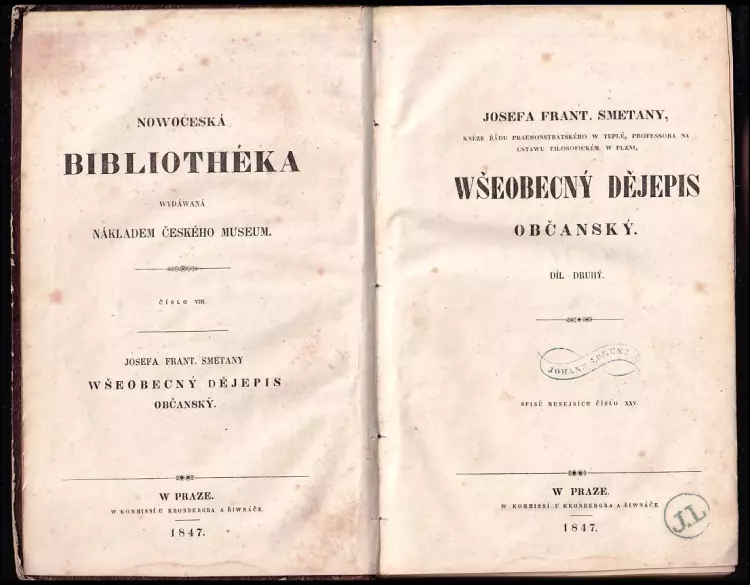 NOWOČESKÁ
BIBLIOTHÉKA
WYDÁWANÁ
NÁKLADEM ČESKÉHO MUSEUM.
ČÍSLO VIII.
JOSEFA FRANT. SMETANY
WŠEOBECNÝ DĚJEPIS
OBČANSKÝ.
W PRAZE.
W KOMMISSÍ U KRONBERGRA A ŘIWNÁČE.
1847.
JOSEFA FRANT. SMETANY,
KNĚZE ŘÁDU PRAEMONSTRATSKÉHO W TEPLÉ, PROFESSORA NA
ÚSTAWU FILOSOFICKÉM W PLZNI,
WŠEOBECNÝ DĚJEPIS
OBČANSKÝ.
DÍL DRUHÝ.
JOHANN LORENZ
SPISŮ MUSEJNÍCH ČÍSLO XXV.
W PRAZE.
W KOMMISSÍ U KRONBERGRA A ŘIWNÁČE.
1847.
J.L